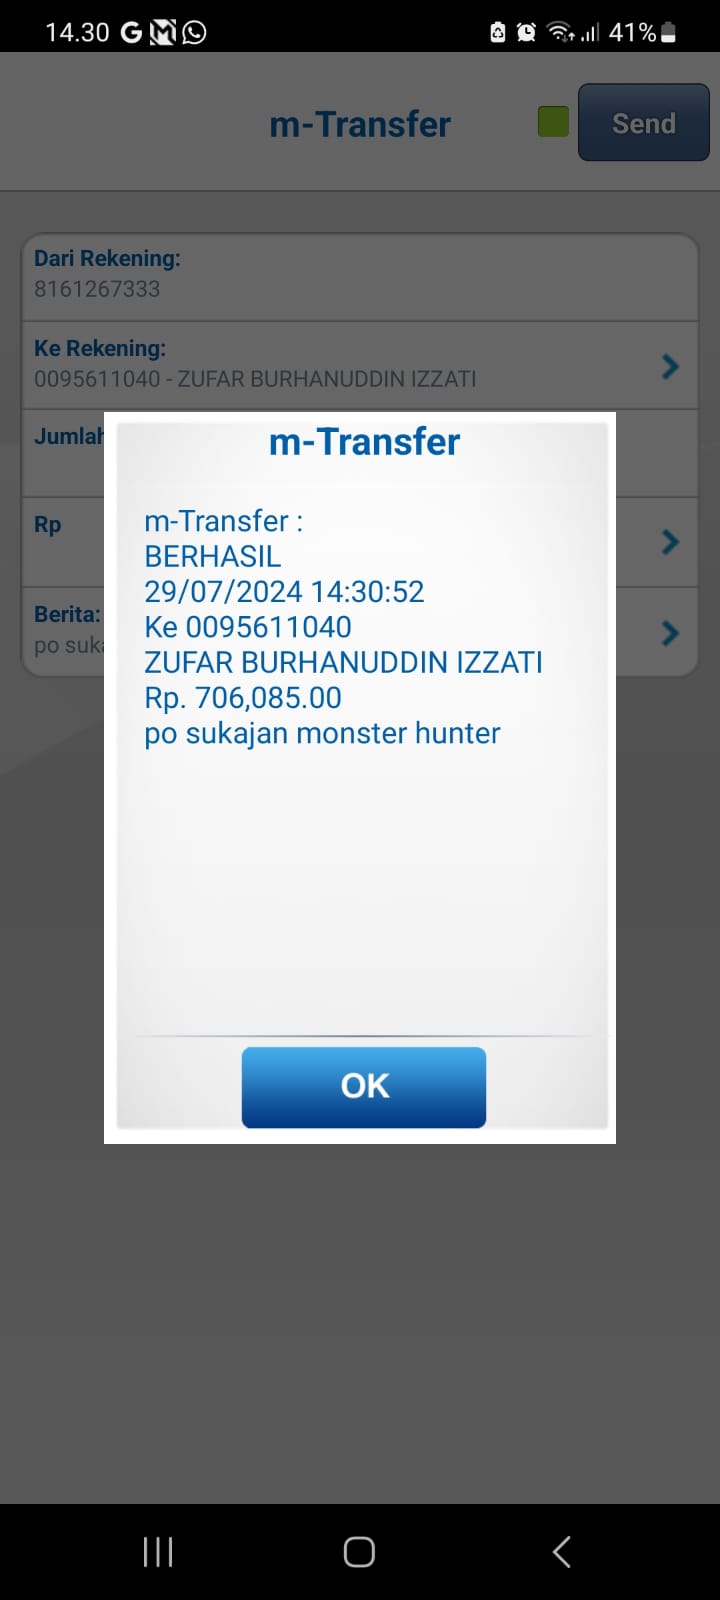 14.30
41%
m-Transfer
Send
Dari Rekening:
8161267333
Ke Rekening:
0095611040 - ZUFAR BURHANUDDIN IZZATI
Jumlah
Rp
Berita:
po suka
m-Transfer
m-Transfer :
BERHASIL
29/07/2024 14:30:52
Ke 0095611040
ZUFAR BURHANUDDIN IZZATI
Rp. 706,085.00
po sukajan monster hunter
OK